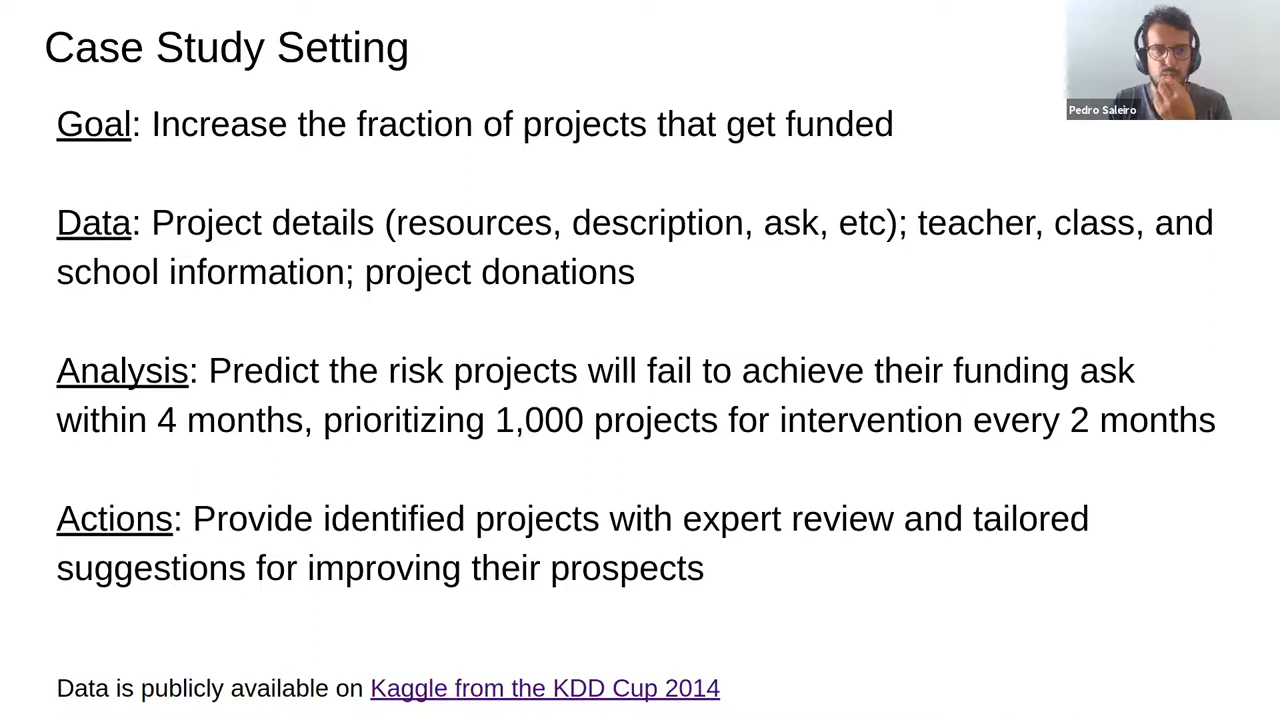 Case Study Setting
Pedro Saleiro
Goal: Increase the fraction of projects that get funded
Data: Project details (resources, description, ask, etc); teacher, class, and
school information; project donations
Analysis: Predict the risk projects will fail to achieve their funding ask
within 4 months, prioritizing 1,000 projects for intervention every 2 months
Actions: Provide identified projects with expert review and tailored
suggestions for improving their prospects
Data is publicly available on Kaggle from the KDD Cup 2014